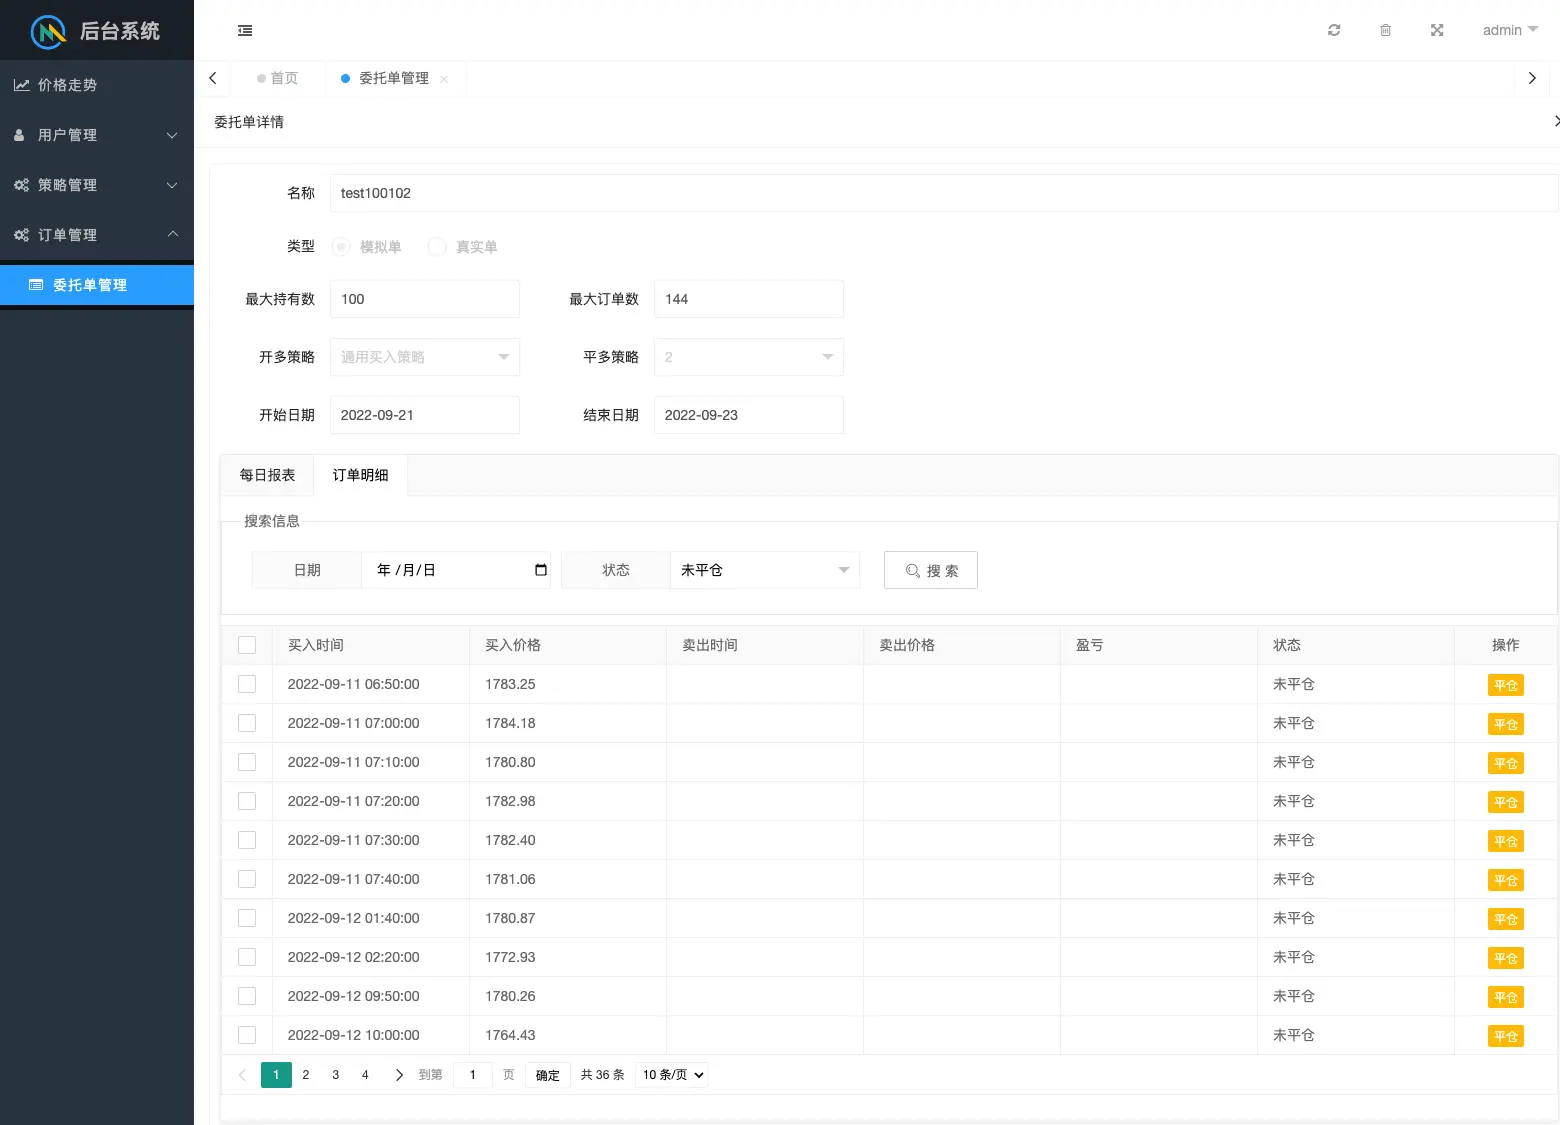 后台系统
admin
价格走势
用户管理
策略管理
订单管理
委托单管理
首页
委托单管理
委托单详情
名称 test100102
类型 模拟单 真实单
最大持有数 100 最大订单数 144
开多策略 通用买入策略 平多策略 2
开始日期 2022-09-21 结束日期 2022-09-23
每日报表 订单明细
搜索信息
日期 年 /月/日 状态 未平仓 搜 索
买入时间 买入价格 卖出时间 卖出价格 盈亏 状态 操作
2022-09-11 06:50:00 1783.25 未平仓 平仓
2022-09-11 07:00:00 1784.18 未平仓 平仓
2022-09-11 07:10:00 1780.80 未平仓 平仓
2022-09-11 07:20:00 1782.98 未平仓 平仓
2022-09-11 07:30:00 1782.40 未平仓 平仓
2022-09-11 07:40:00 1781.06 未平仓 平仓
2022-09-12 01:40:00 1780.87 未平仓 平仓
2022-09-12 02:20:00 1772.93 未平仓 平仓
2022-09-12 09:50:00 1780.26 未平仓 平仓
2022-09-12 10:00:00 1764.43 未平仓 平仓
1 2 3 4 到第 1 页 确定 共 36 条 10 条/页